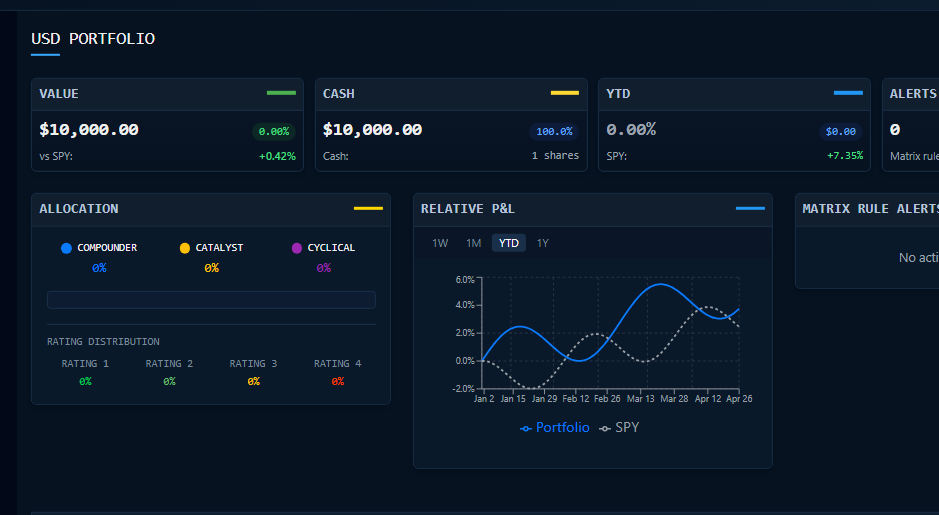 USD PORTFOLIO
VALUE
$10,000.00 0.00%
vs SPY: +0.42%
CASH
$10,000.00 100.0%
Cash: 1 shares
YTD
0.00% $0.00
SPY: +7.35%
ALERTS
0
Matrix rule
ALLOCATION
COMPOUNDER CATALYST CYCLICAL
0% 0% 0%
RATING DISTRIBUTION
RATING 1 RATING 2 RATING 3 RATING 4
0% 0% 0% 0%
RELATIVE P&L
1W 1M YTD 1Y
6.0%
4.0%
2.0%
0.0%
-2.0%
Jan 2 Jan 15 Jan 29 Feb 12 Feb 26 Mar 13 Mar 28 Apr 12 Apr 26
Portfolio SPY
MATRIX RULE ALERTS
No acti